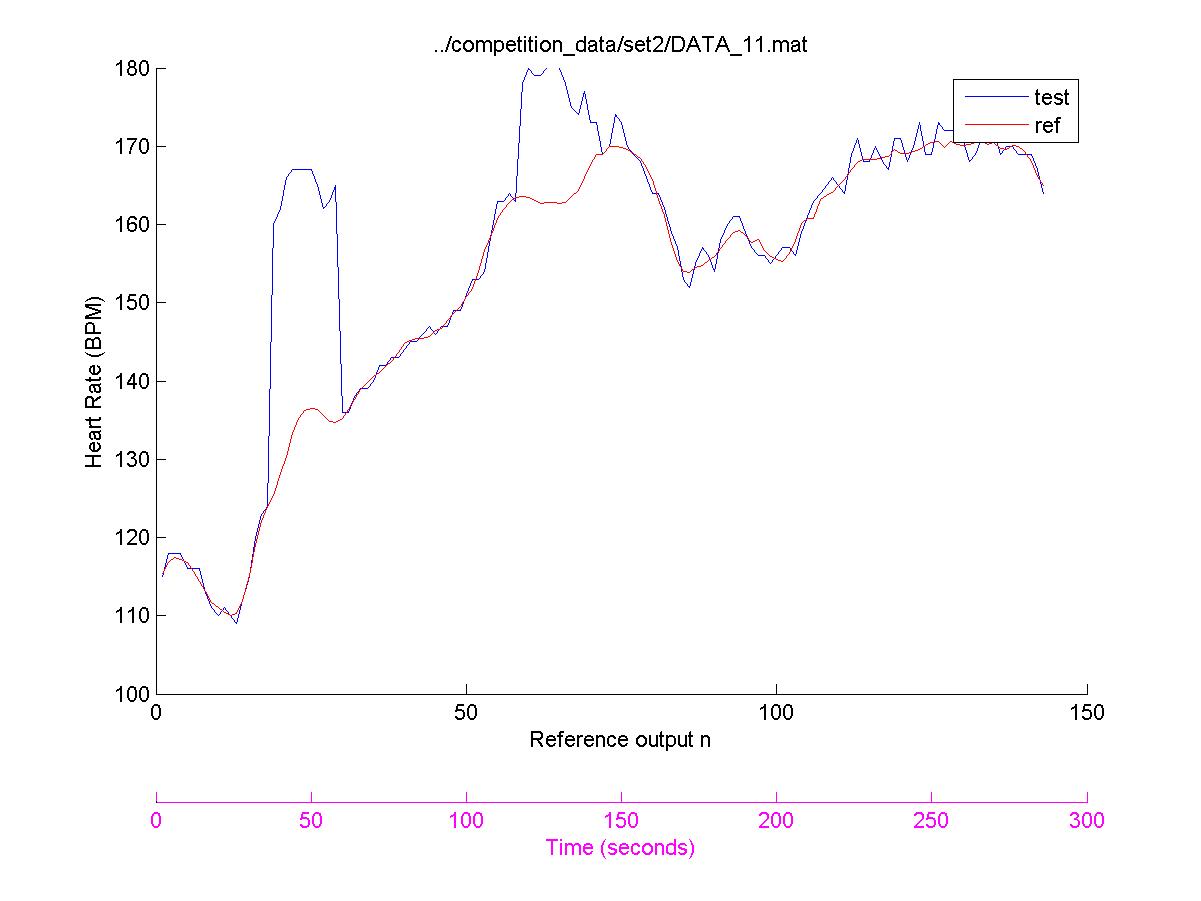 ../competition_data/set2/DATA_11.mat
test
ref
Heart Rate (BPM)
180
170
160
150
140
130
120
110
100
0 50 100 150
Reference output n
0 50 100 150 200 250 300
Time (seconds)